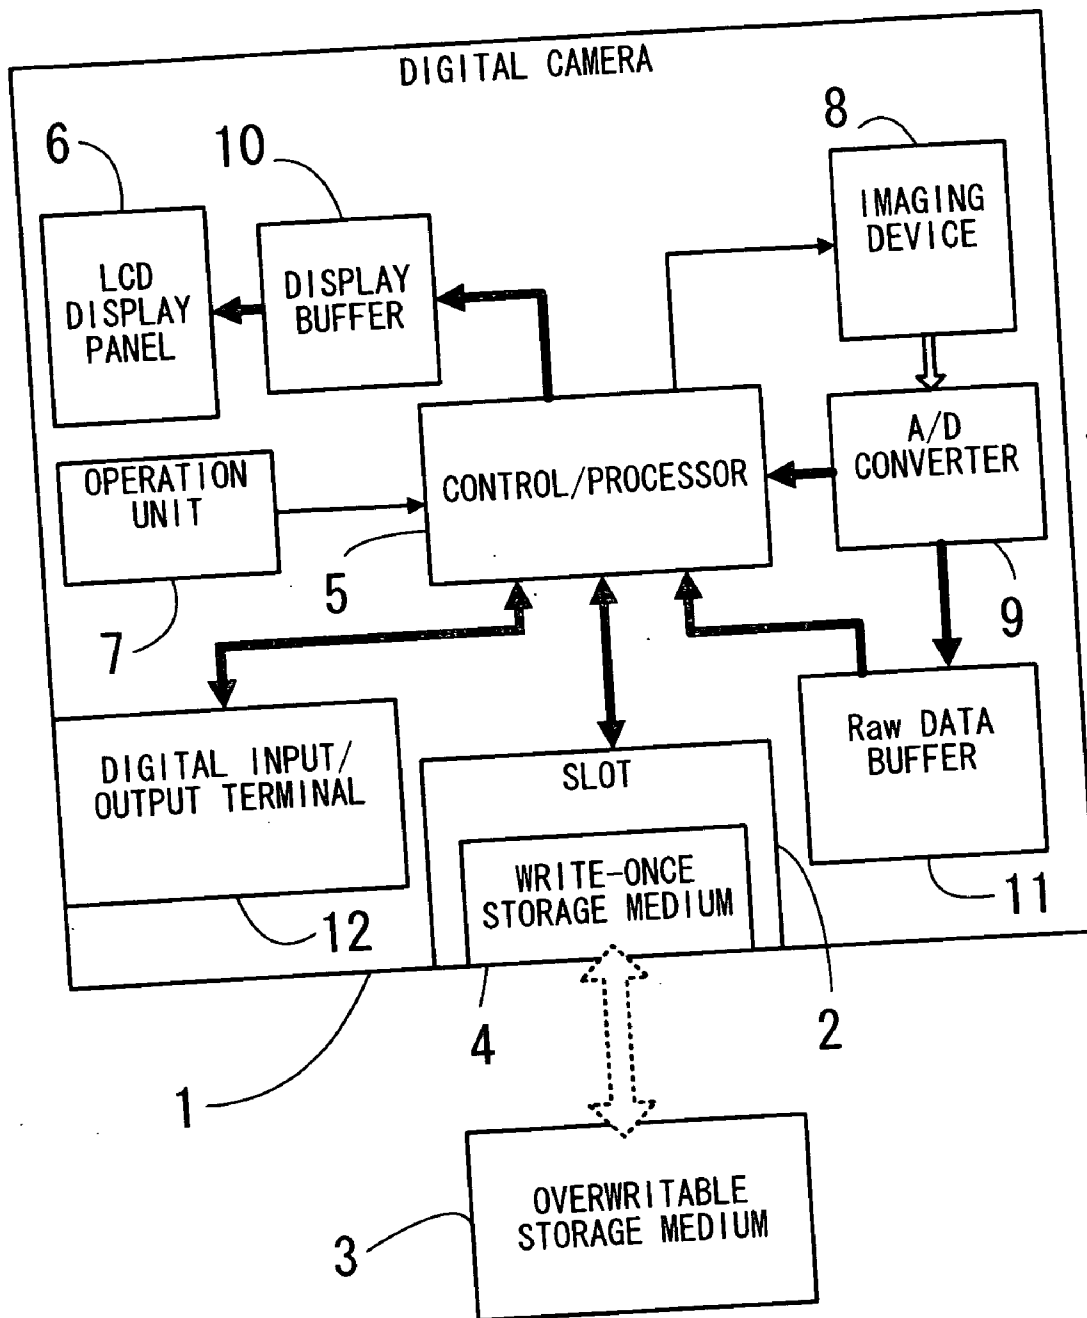 DIGITAL CAMERA
6
10
8
LCD
DISPLAY
PANEL
DISPLAY
BUFFER
IMAGING
DEVICE
OPERATION
UNIT
CONTROL/PROCESSOR
A/D
CONVERTER
5
7
9
DIGITAL INPUT/
OUTPUT TERMINAL
SLOT
Raw DATA
BUFFER
WRITE-ONCE
STORAGE MEDIUM
12
11
1
4
2
OVERWRITABLE
STORAGE MEDIUM
3